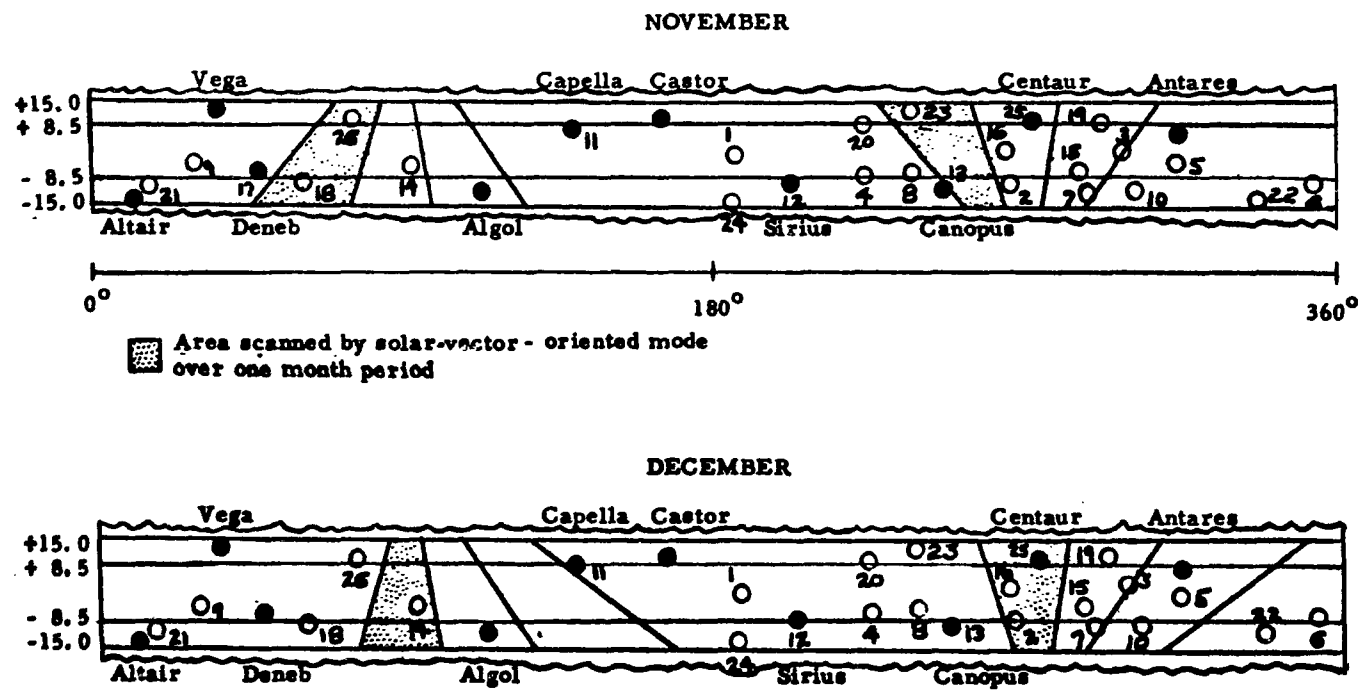 NOVEMBER
Vega Capella Castor Centaur Antares
+15.0
+ 8.5
- 8.5
-15.0
26 11 1 20 23 16 25 19 3
21 9 17 18 14 24 12 4 8 12 2 15 7 10 5 22 6
Altair Deneb Algol Sirius Canopus
0° 180° 360°
Area scanned by solar-vector - oriented mode
over one month period
DECEMBER
Vega Capella Castor Centaur Antares
+15.0
+ 8.5
- 8.5
-15.0
26 11 1 20 23 25 19 3
21 9 18 14 24 12 4 8 13 2 15 7 10 22 6
Altair Deneb Algol Sirius Canopus